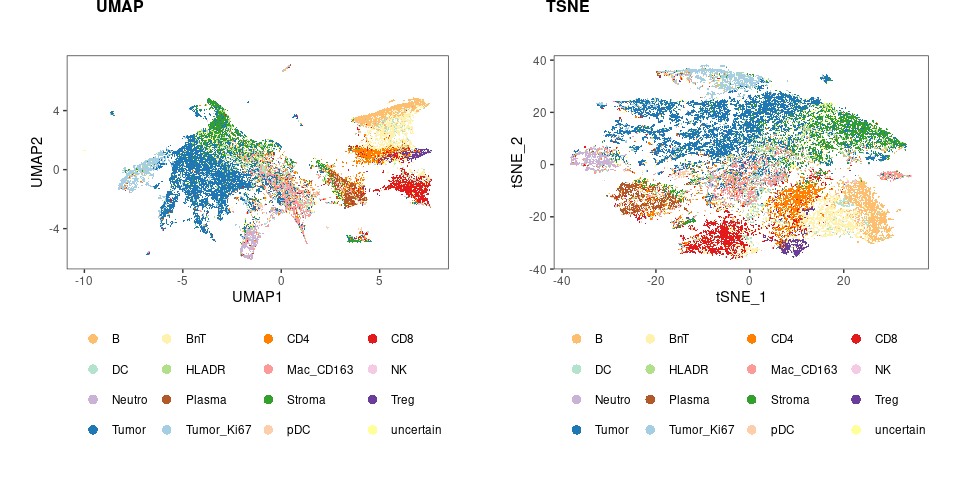 UMAP
TSNE
4
0
-4
UMAP2
-10
-5
0
5
UMAP1
40
20
0
-20
-40
tSNE_2
-40
-20
0
20
tSNE_1
B
BnT
CD4
CD8
DC
HLADR
Mac_CD163
NK
Neutro
Plasma
Stroma
Treg
Tumor
Tumor_Ki67
pDC
uncertain
B
BnT
CD4
CD8
DC
HLADR
Mac_CD163
NK
Neutro
Plasma
Stroma
Treg
Tumor
Tumor_Ki67
pDC
uncertain